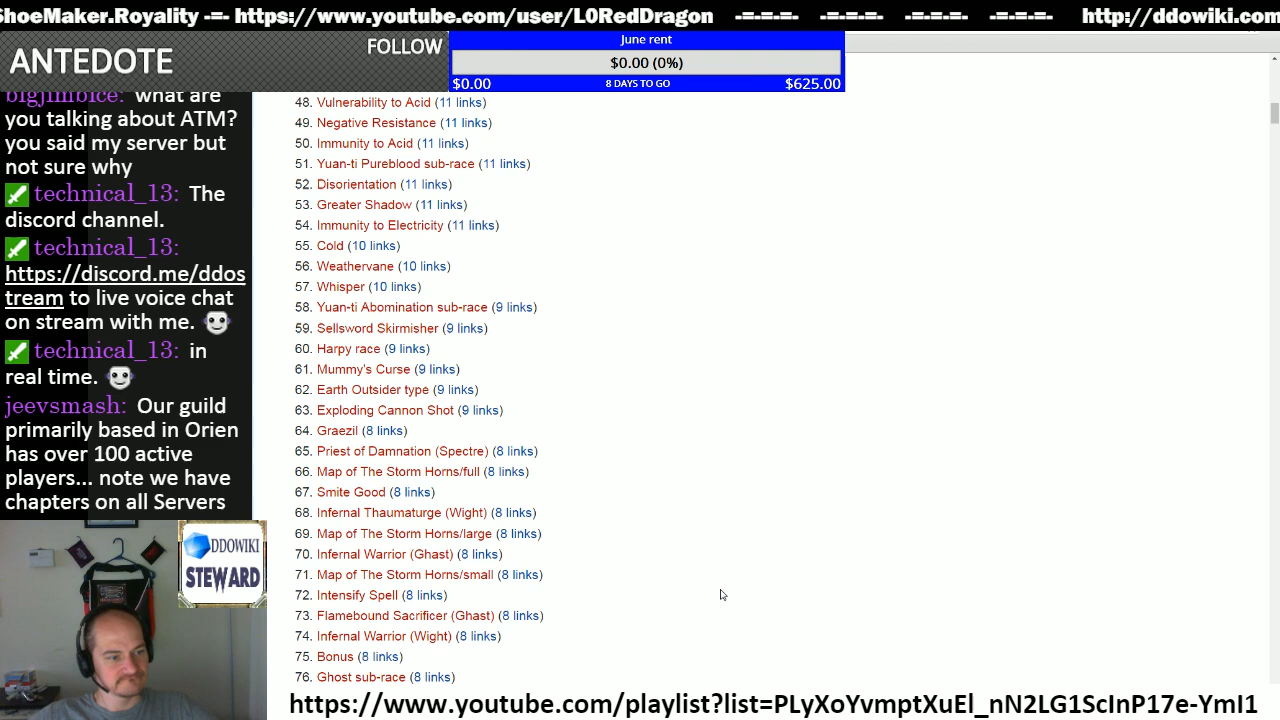 ShoeMaker.Royality -=- https://www.youtube.com/user/L0RedDragon -=-=-=- -=-=-=- -=-=-=- -=-=-=- http://ddowiki.com
ANTEDOTE
FOLLOW
June rent
$0.00 (0%)
$0.00 8 DAYS TO GO $625.00
bigjimbice: what are
you talking about ATM?
you said my server but
not sure why
technical_13: The
discord channel.
technical_13:
https://discord.me/ddos
tream to live voice chat
on stream with me.
technical_13: in
real time.
jeevsmash: Our guild
primarily based in Orien
has over 100 active
players... note we have
chapters on all Servers
DDOWIKI
STEWARD
48. Vulnerability to Acid (11 links)
49. Negative Resistance (11 links)
50. Immunity to Acid (11 links)
51. Yuan-ti Pureblood sub-race (11 links)
52. Disorientation (11 links)
53. Greater Shadow (11 links)
54. Immunity to Electricity (11 links)
55. Cold (10 links)
56. Weathervane (10 links)
57. Whisper (10 links)
58. Yuan-ti Abomination sub-race (9 links)
59. Sellsword Skirmisher (9 links)
60. Harpy race (9 links)
61. Mummy's Curse (9 links)
62. Earth Outsider type (9 links)
63. Exploding Cannon Shot (9 links)
64. Graezil (8 links)
65. Priest of Damnation (Spectre) (8 links)
66. Map of The Storm Horns/full (8 links)
67. Smite Good (8 links)
68. Infernal Thaumaturge (Wight) (8 links)
69. Map of The Storm Horns/large (8 links)
70. Infernal Warrior (Ghast) (8 links)
71. Map of The Storm Horns/small (8 links)
72. Intensify Spell (8 links)
73. Flamebound Sacrificer (Ghast) (8 links)
74. Infernal Warrior (Wight) (8 links)
75. Bonus (8 links)
76. Ghost sub-race (8 links)
https://www.youtube.com/playlist?list=PLyXoYvmptXuEl_nN2LG1ScInP17e-YmI1